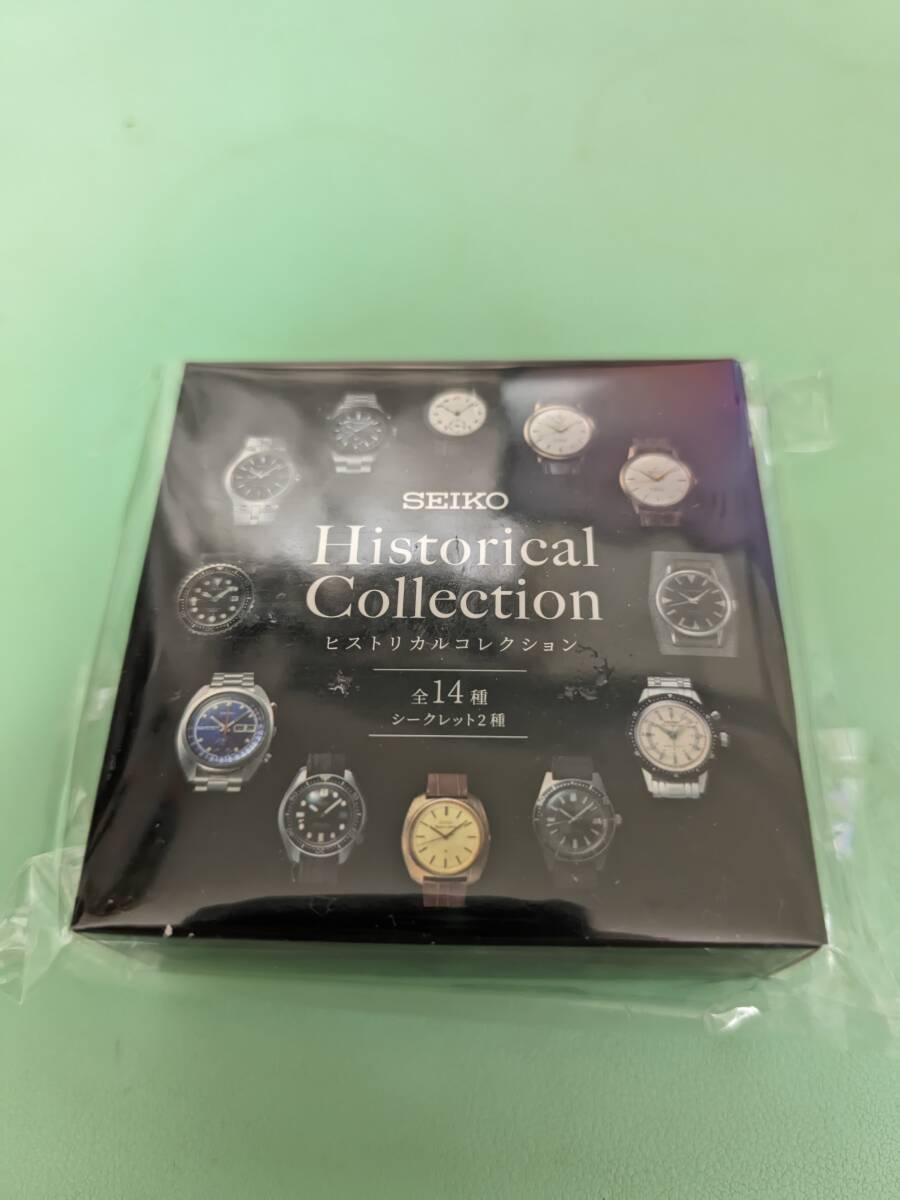 SEIKO
Historical
Collection
ヒストリカルコレクション
全14種
シークレット2種